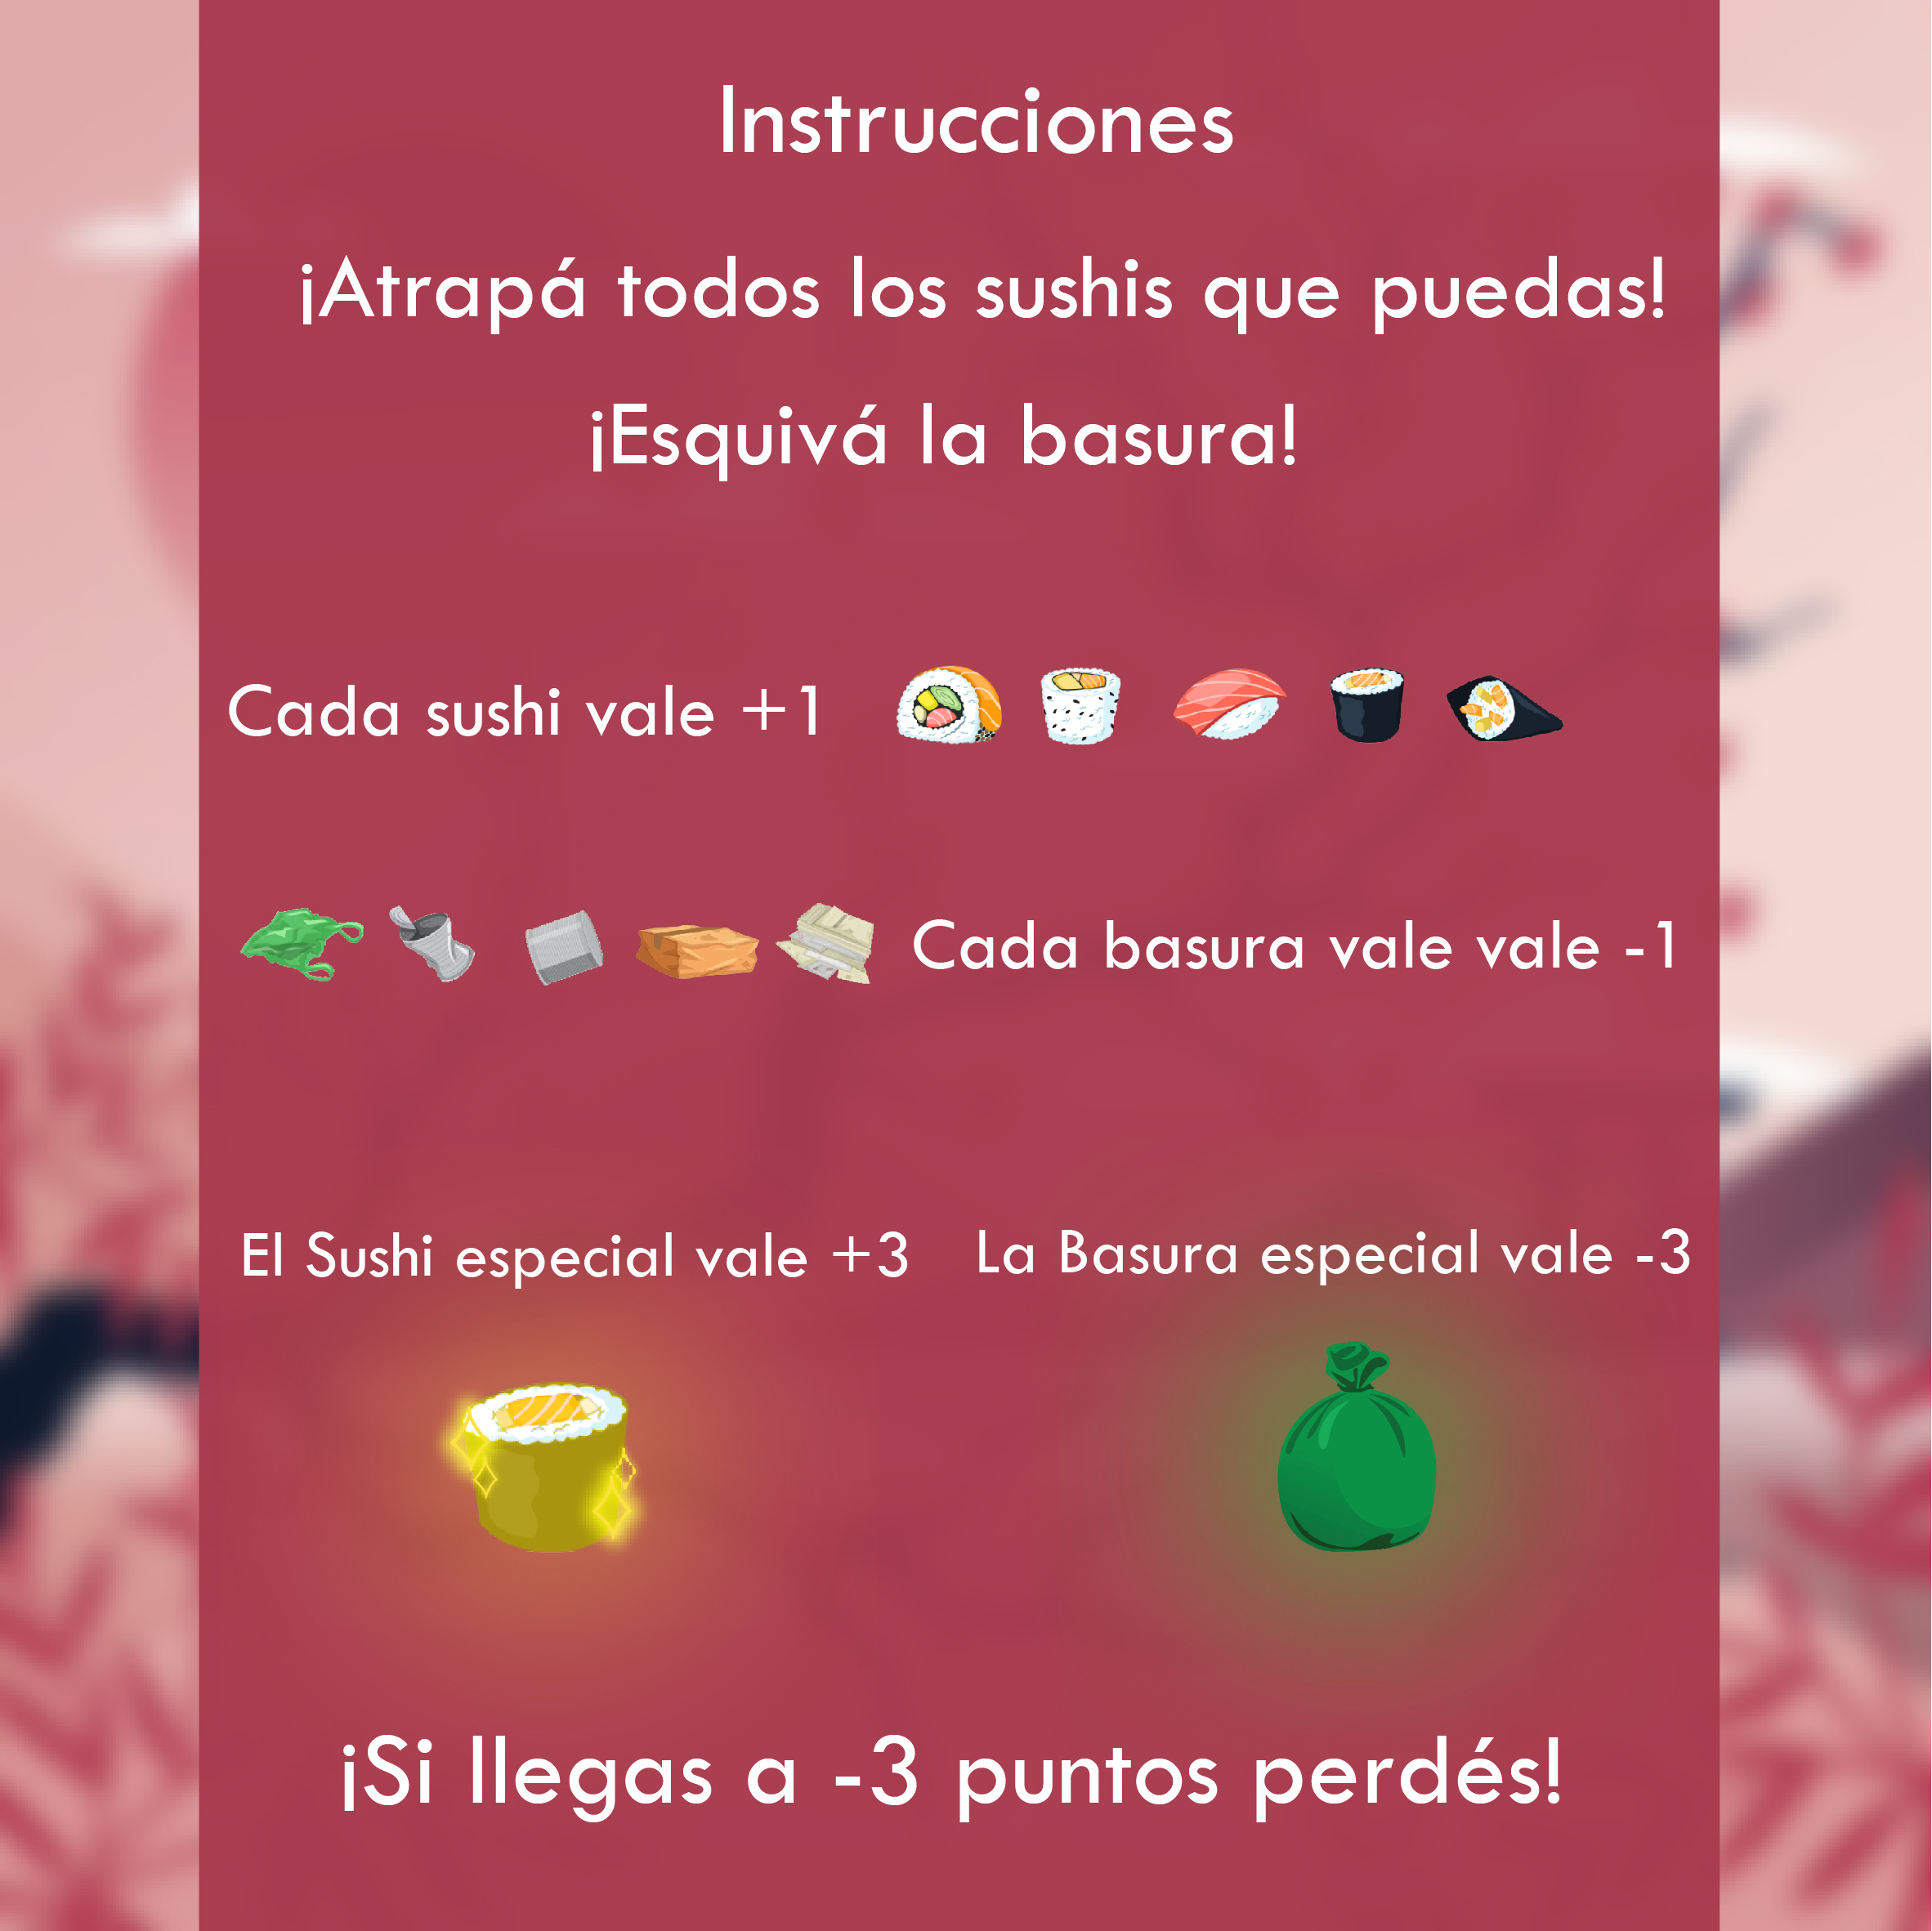 Instrucciones
¡Atrapá todos los sushis que puedas!
¡Esquivá la basura!
Cada sushi vale +1
Cada basura vale vale -1
El Sushi especial vale +3
La Basura especial vale -3
¡Si llegas a -3 puntos perdés!